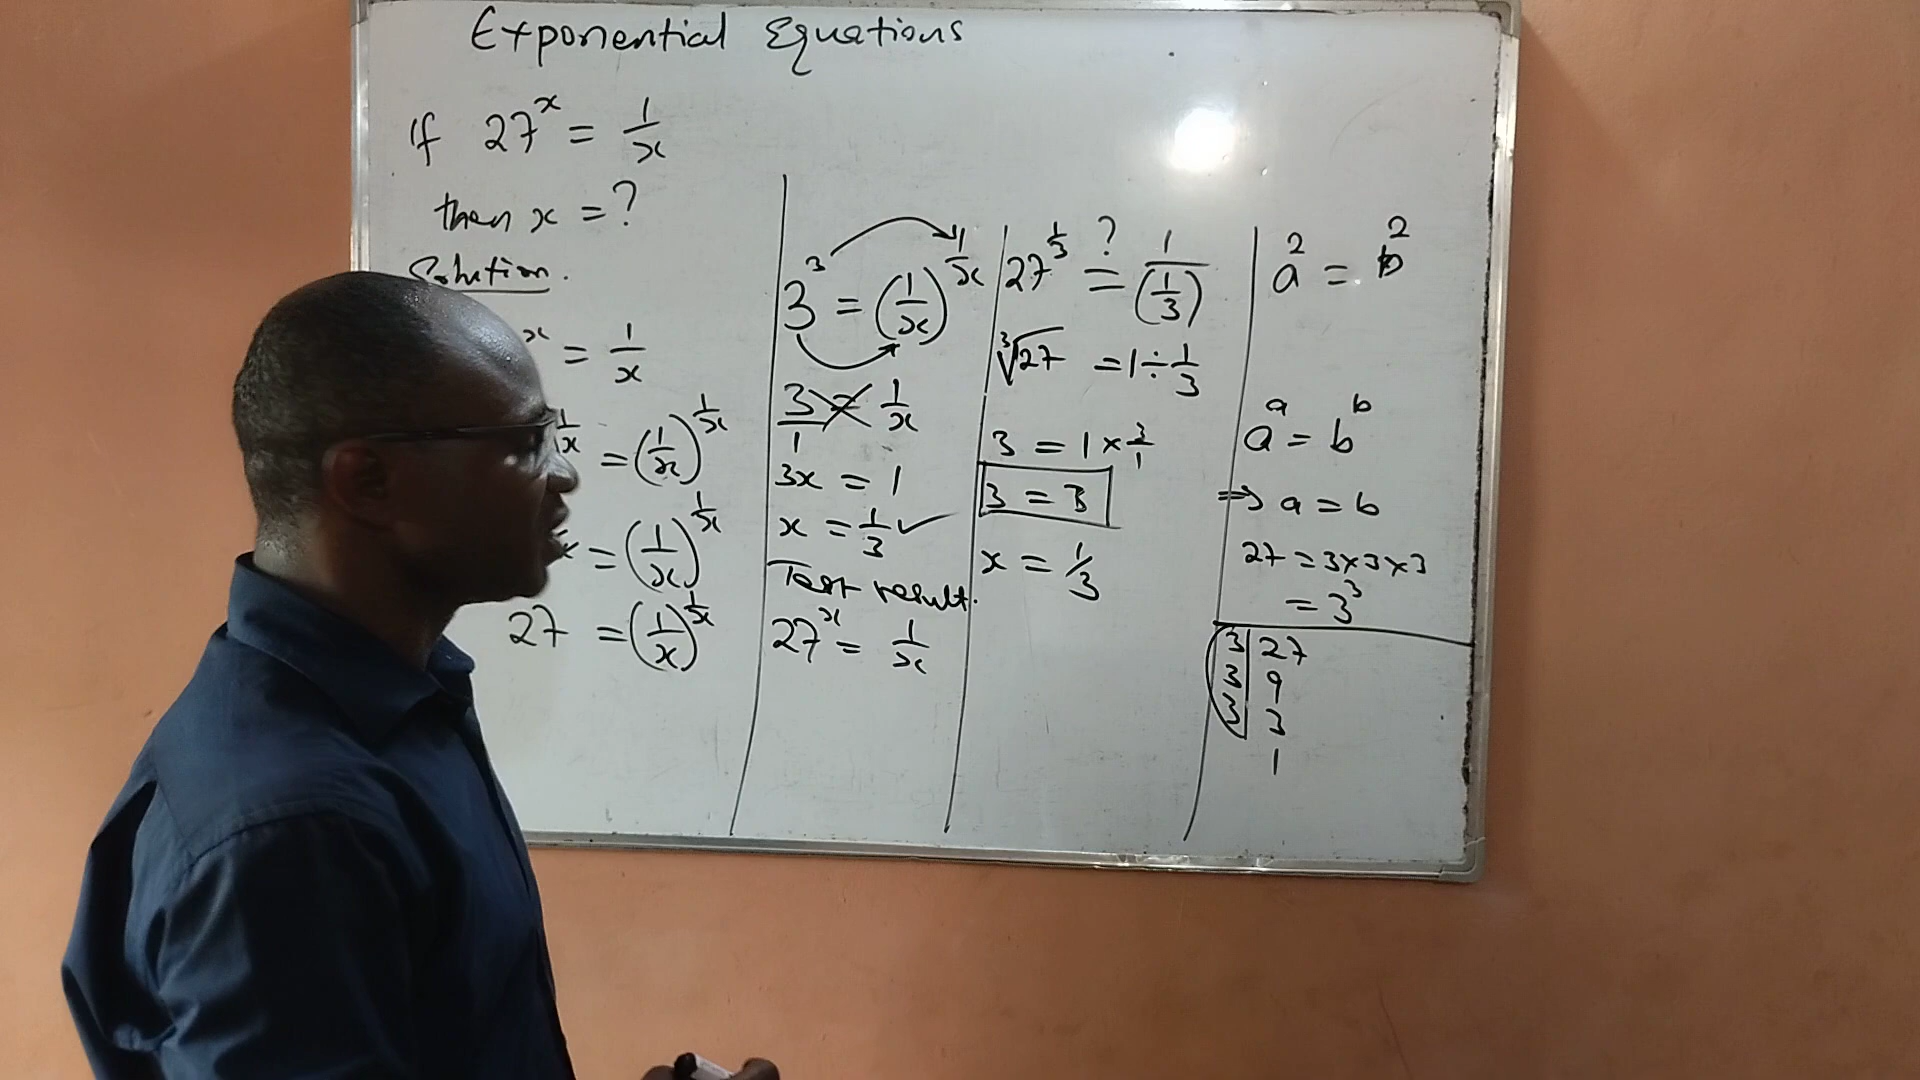 Exponential Equations
If 27^x = 1/x
then x = ?
Solution.
x = 1/x
1/x = (1/x)^(1/x)
x = (1/x)^(1/x)
27 = (1/x)^(1/x)
3^3 = (1/x)^(1/x)
3/1 = 1/x
3x = 1
x = 1/3 ✓
Test result.
27^x = 1/x
27^(1/3) ?= 1/(1/3)
∛27 = 1 ÷ 1/3
3 = 1 × 3/1
3 = 3
x = 1/3
a^2 = b^2
a^a = b^b
⇒ a = b
27 = 3×3×3
= 3^3
3 | 27
3 | 9
3 | 3
1